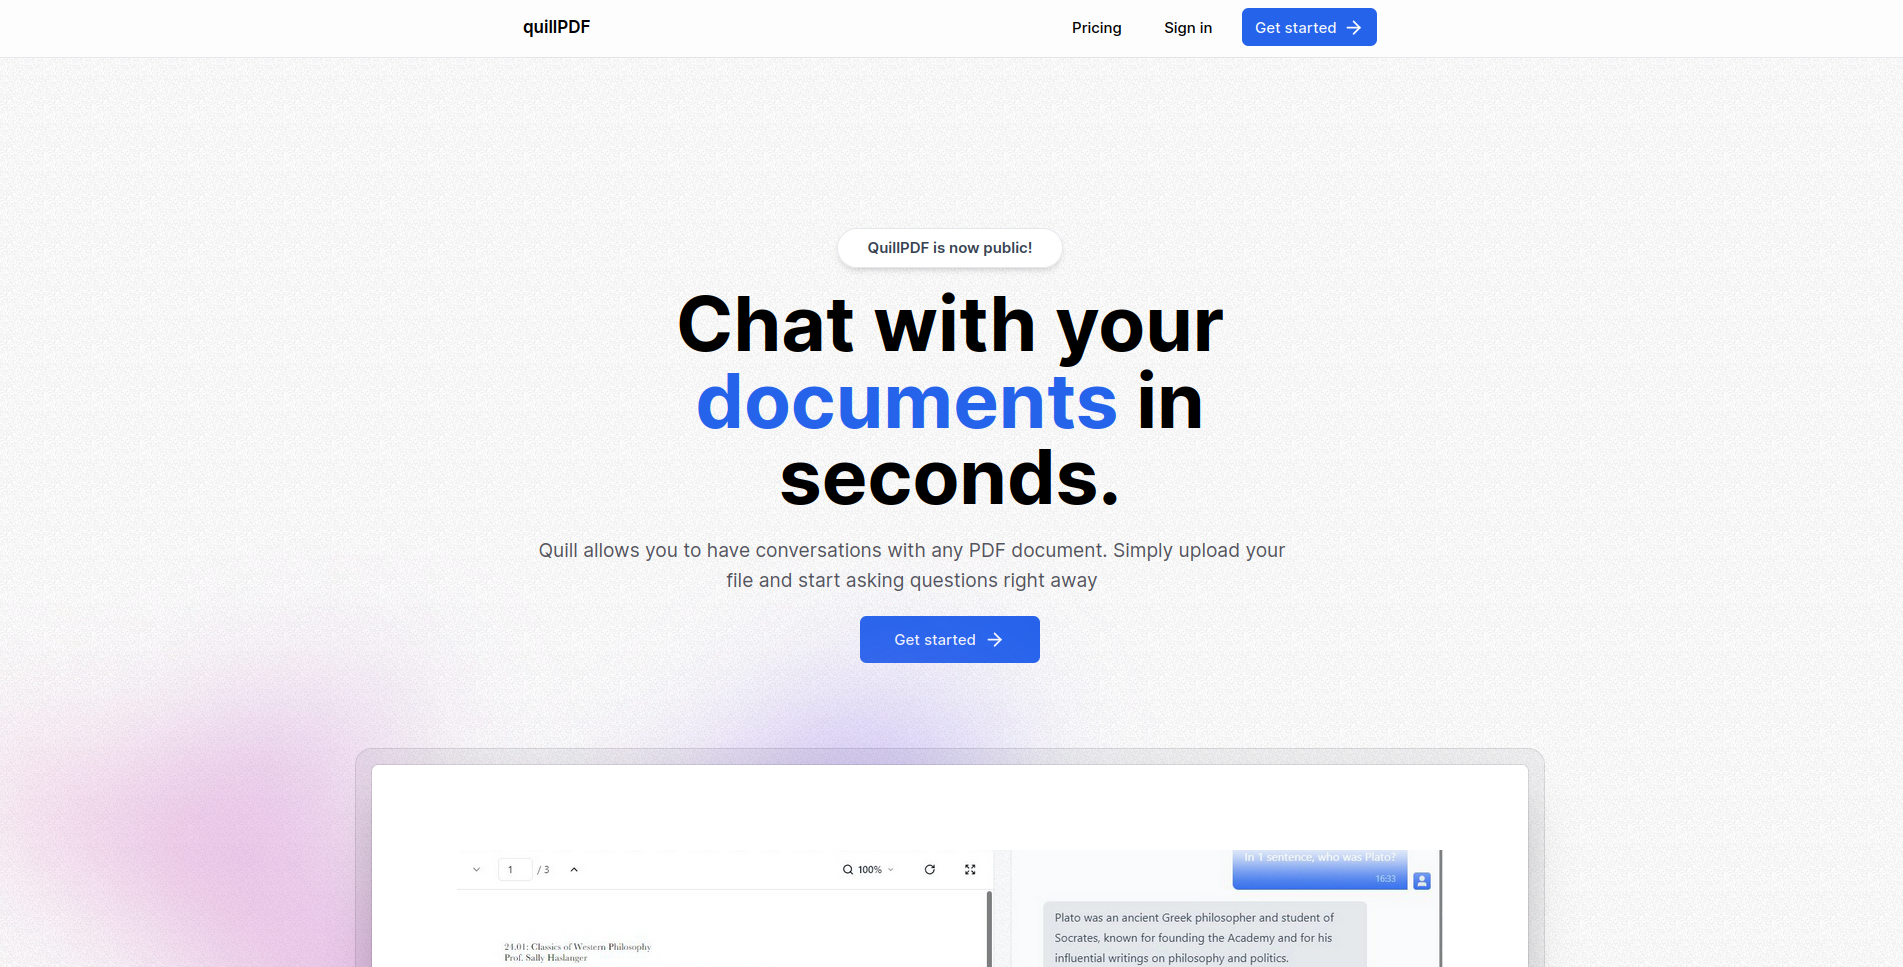 quillPDF
Pricing
Sign in
Get started
QuillPDF is now public!
Chat with your
documents in
seconds.
Quill allows you to have conversations with any PDF document. Simply upload your
file and start asking questions right away
Get started
1 / 3
100%
24.01: Classics of Western Philosophy
Prof. Sally Haslanger
In 1 sentence, who was Plato?
16:33
Plato was an ancient Greek philosopher and student of
Socrates, known for founding the Academy and for his
influential writings on philosophy and politics.